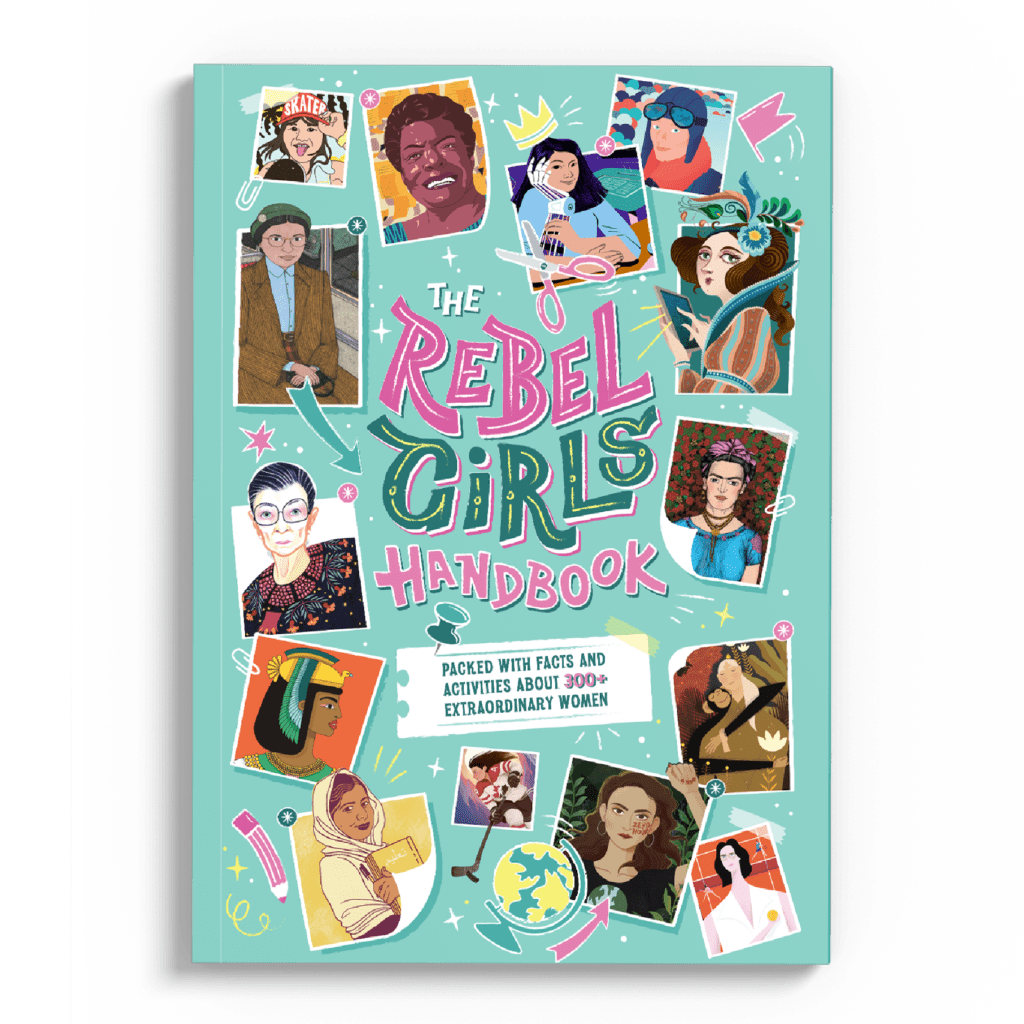 SKATER
THE
REBEL
GIRLS
HANDBOOK
PACKED WITH FACTS AND
ACTIVITIES ABOUT 300+
EXTRAORDINARY WOMEN